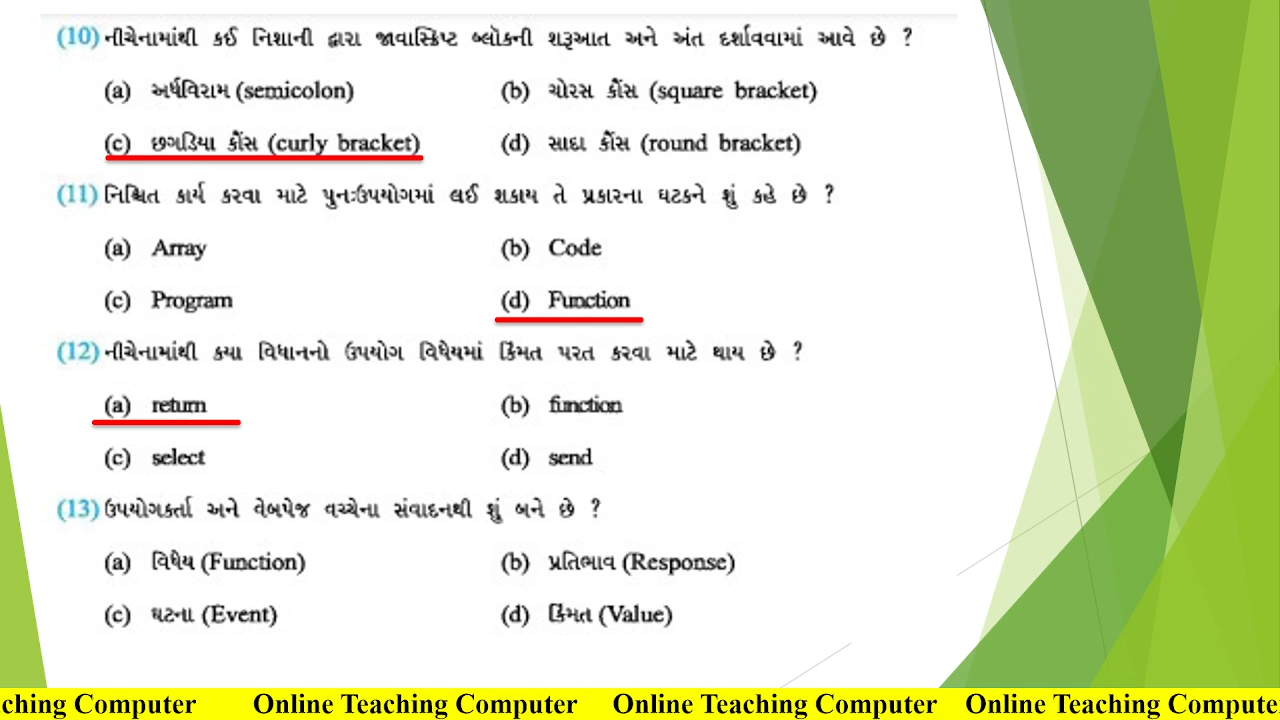 (10) નીચેનામાંથી કઈ નિશાની દ્વારા જાવાસ્ક્રિપ્ટ બ્લૉકની શરૂઆત અને અંત દર્શાવવામાં આવે છે ?
(a) અર્ધવિરામ (semicolon) (b) ચોરસ કૌંસ (square bracket)
(c) છગડિયા કૌંસ (curly bracket) (d) સાદા કૌંસ (round bracket)
(11) નિશ્ચિત કાર્ય કરવા માટે પુનઃઉપયોગમાં લઈ શકાય તે પ્રકારના ઘટકને શું કહે છે ?
(a) Array (b) Code
(c) Program (d) Function
(12) નીચેનામાંથી કયા વિધાનનો ઉપયોગ વિધેયમાં કિંમત પરત કરવા માટે થાય છે ?
(a) return (b) function
(c) select (d) send
(13) ઉપયોગકર્તા અને વેબપેજ વચ્ચેના સંવાદનથી શું બને છે ?
(a) વિધેય (Function) (b) પ્રતિભાવ (Response)
(c) ઘટના (Event) (d) કિંમત (Value)
ching Computer Online Teaching Computer Online Teaching Computer Online Teaching Compute